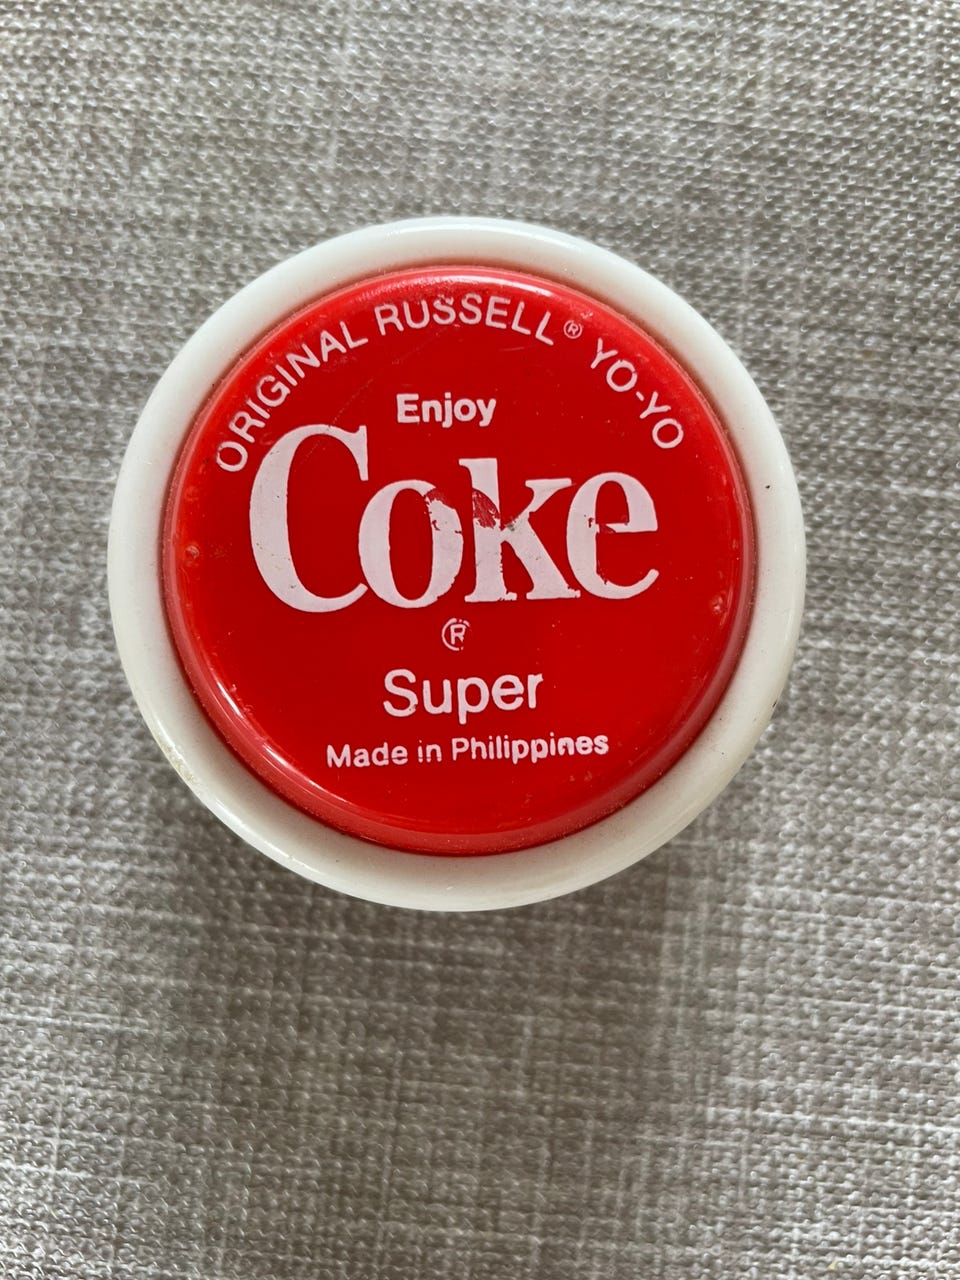 ORIGINAL RUSSELL® YO-YO
Enjoy
Coke
®
Super
Made in Philippines